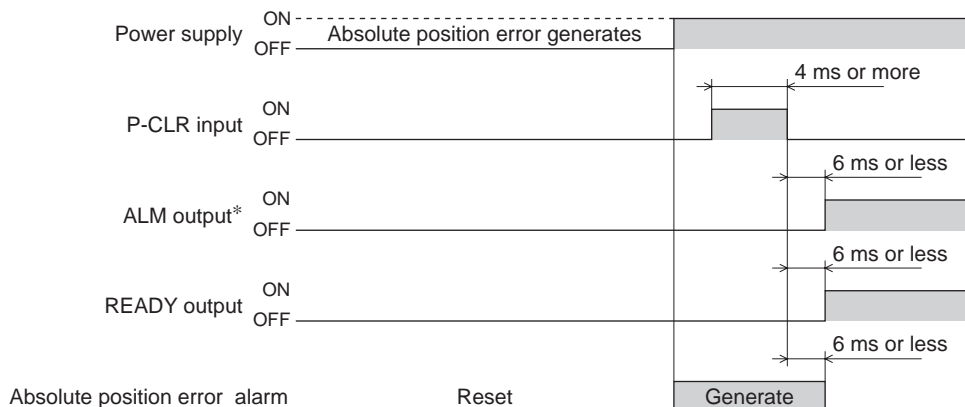 Power supply
ON
OFF
Absolute position error generates
4 ms or more
P-CLR input
ON
OFF
6 ms or less
ALM output*
ON
OFF
6 ms or less
READY output
ON
OFF
6 ms or less
Absolute position error alarm
Reset
Generate